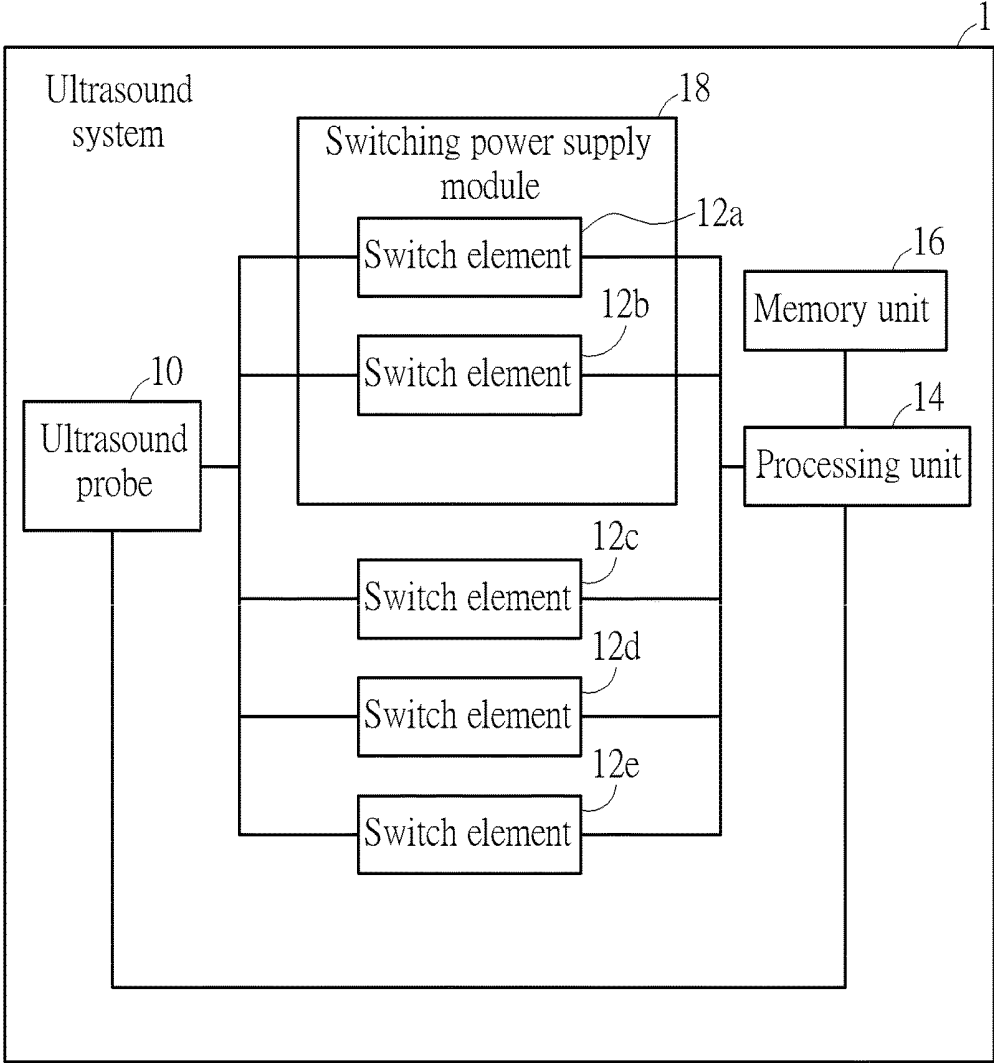 1
Ultrasound
system
18
Switching power supply
module
12a
Switch element
16
Memory unit
12b
Switch element
10
Ultrasound
probe
14
Processing unit
12c
Switch element
12d
Switch element
12e
Switch element